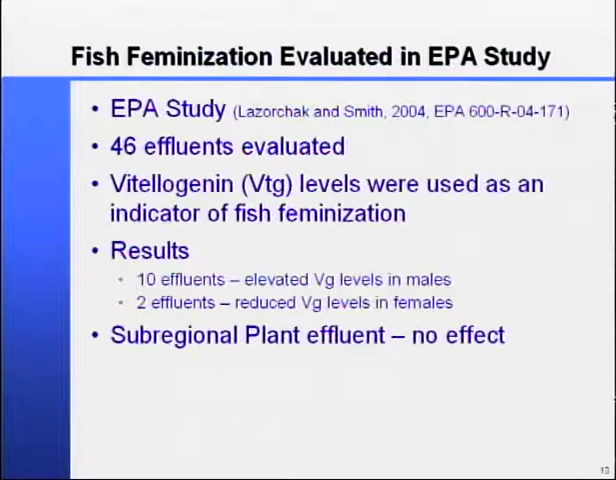 Fish Feminization Evaluated in EPA Study
• EPA Study (Lazorchak and Smith, 2004, EPA 600-R-04-171)
• 46 effluents evaluated
• Vitellogenin (Vtg) levels were used as an
indicator of fish feminization
• Results
• 10 effluents – elevated Vg levels in males
• 2 effluents – reduced Vg levels in females
• Subregional Plant effluent – no effect